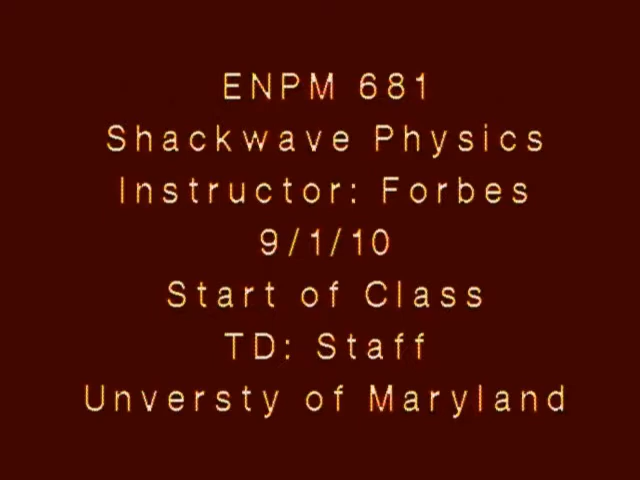 ENPM 681
Shackwave Physics
Instructor: Forbes
9/1/10
Start of Class
TD: Staff
Unversty of Maryland